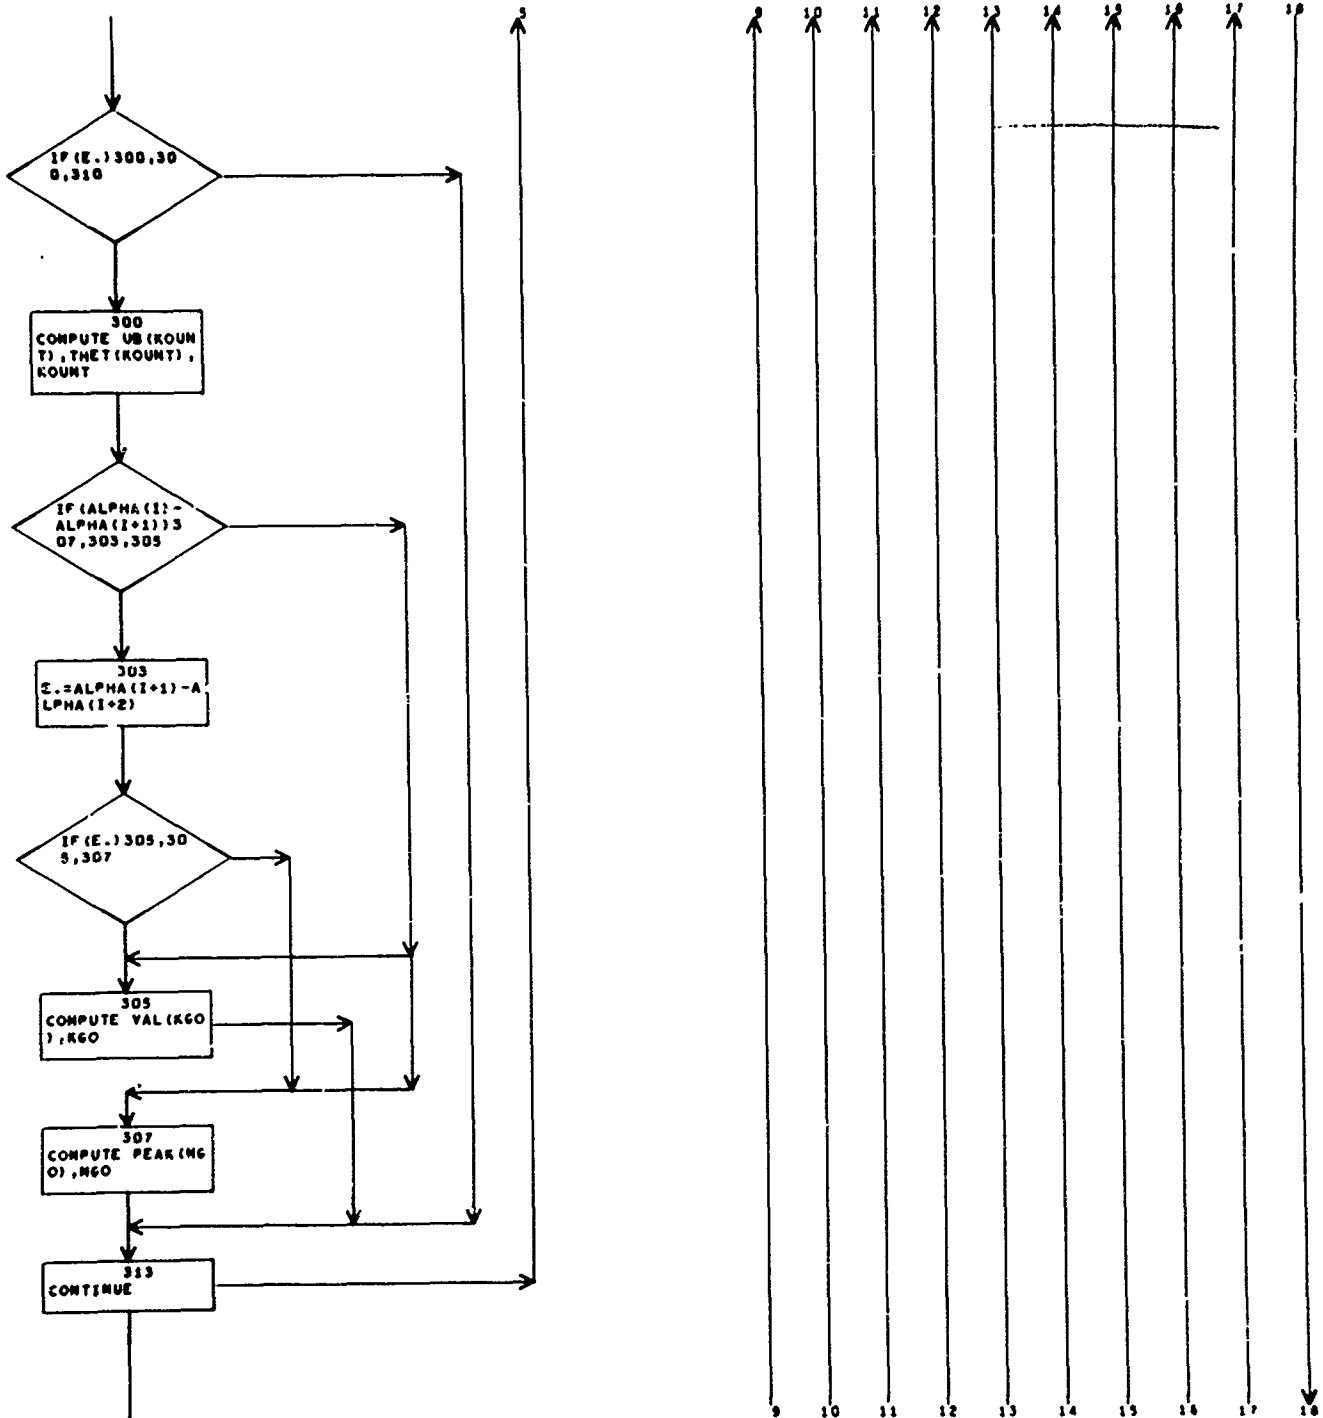 5 9 10 11 12 13 14 15 16 17 18
IF(E.)300,30
0,310
300
COMPUTE UB(KOUN
T),THET(KOUNT),
KOUNT
IF(ALPHA(I)-
ALPHA(I+1))3
07,303,305
303
E.=ALPHA(I+1)-A
LPHA(I+2)
IF(E.)305,30
5,307
305
COMPUTE VAL(KGO
),KGO
307
COMPUTE PEAK(MG
O),MGO
313
CONTINUE
9 10 11 12 13 14 15 16 17 18